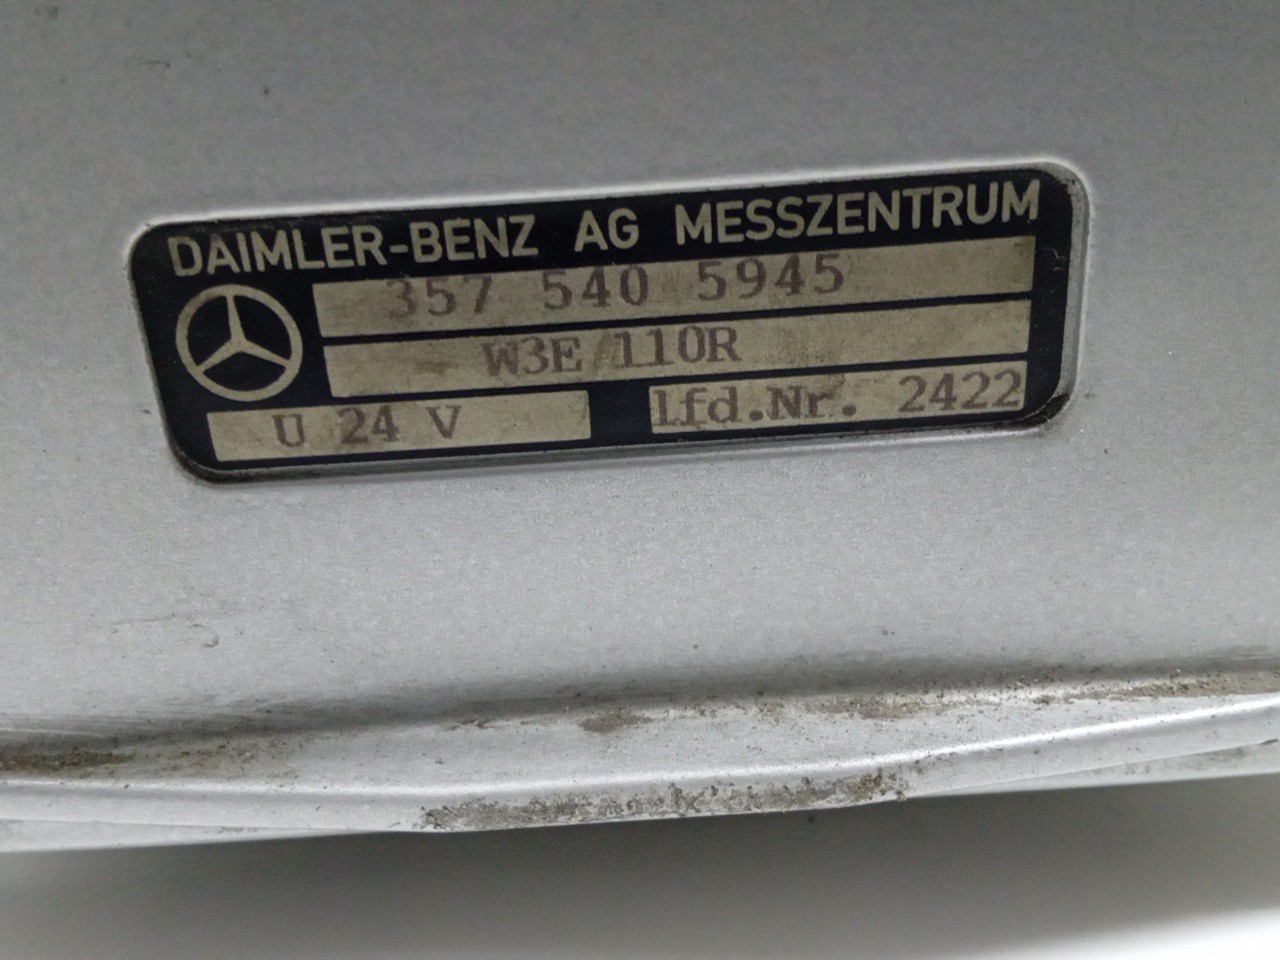 DAIMLER-BENZ AG MESSZENTRUM
357 540 5945
W3E/110R
U 24 V lfd.Nr. 2422